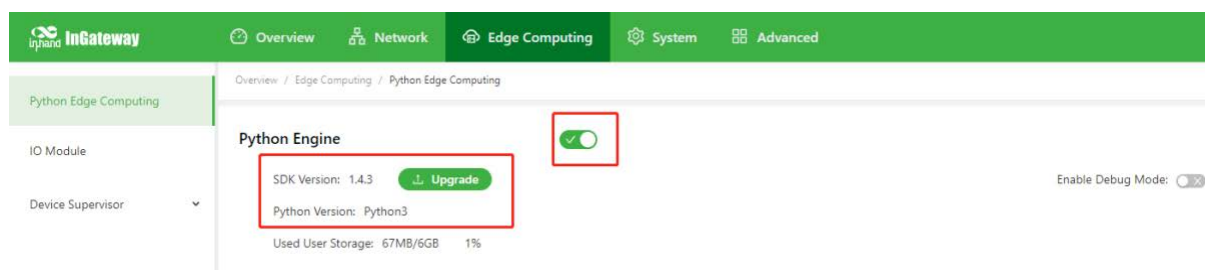 inhand InGateway
Overview Network Edge Computing System Advanced
Overview / Edge Computing / Python Edge Computing
Python Edge Computing
IO Module
Device Supervisor
Python Engine
SDK Version: 1.4.3 Upgrade
Enable Debug Mode:
Python Version: Python3
Used User Storage: 67MB/6GB 1%